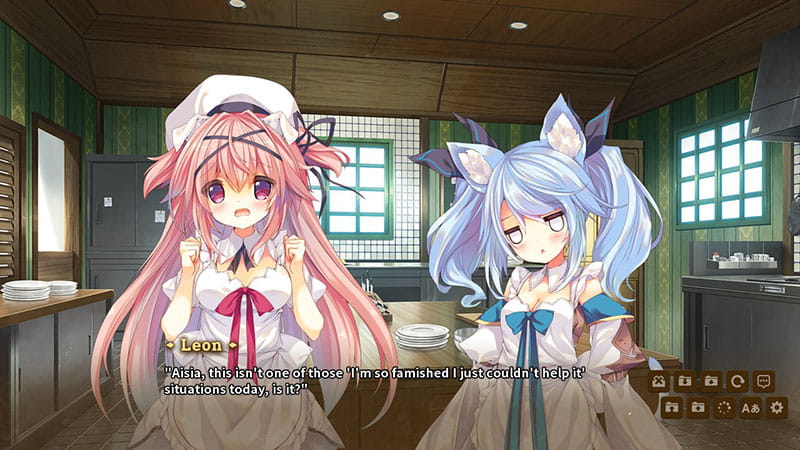 Leon
"Aisia, this isn't one of those 'I'm so famished I just couldn't help it'
situations today, is it?"
Aあ